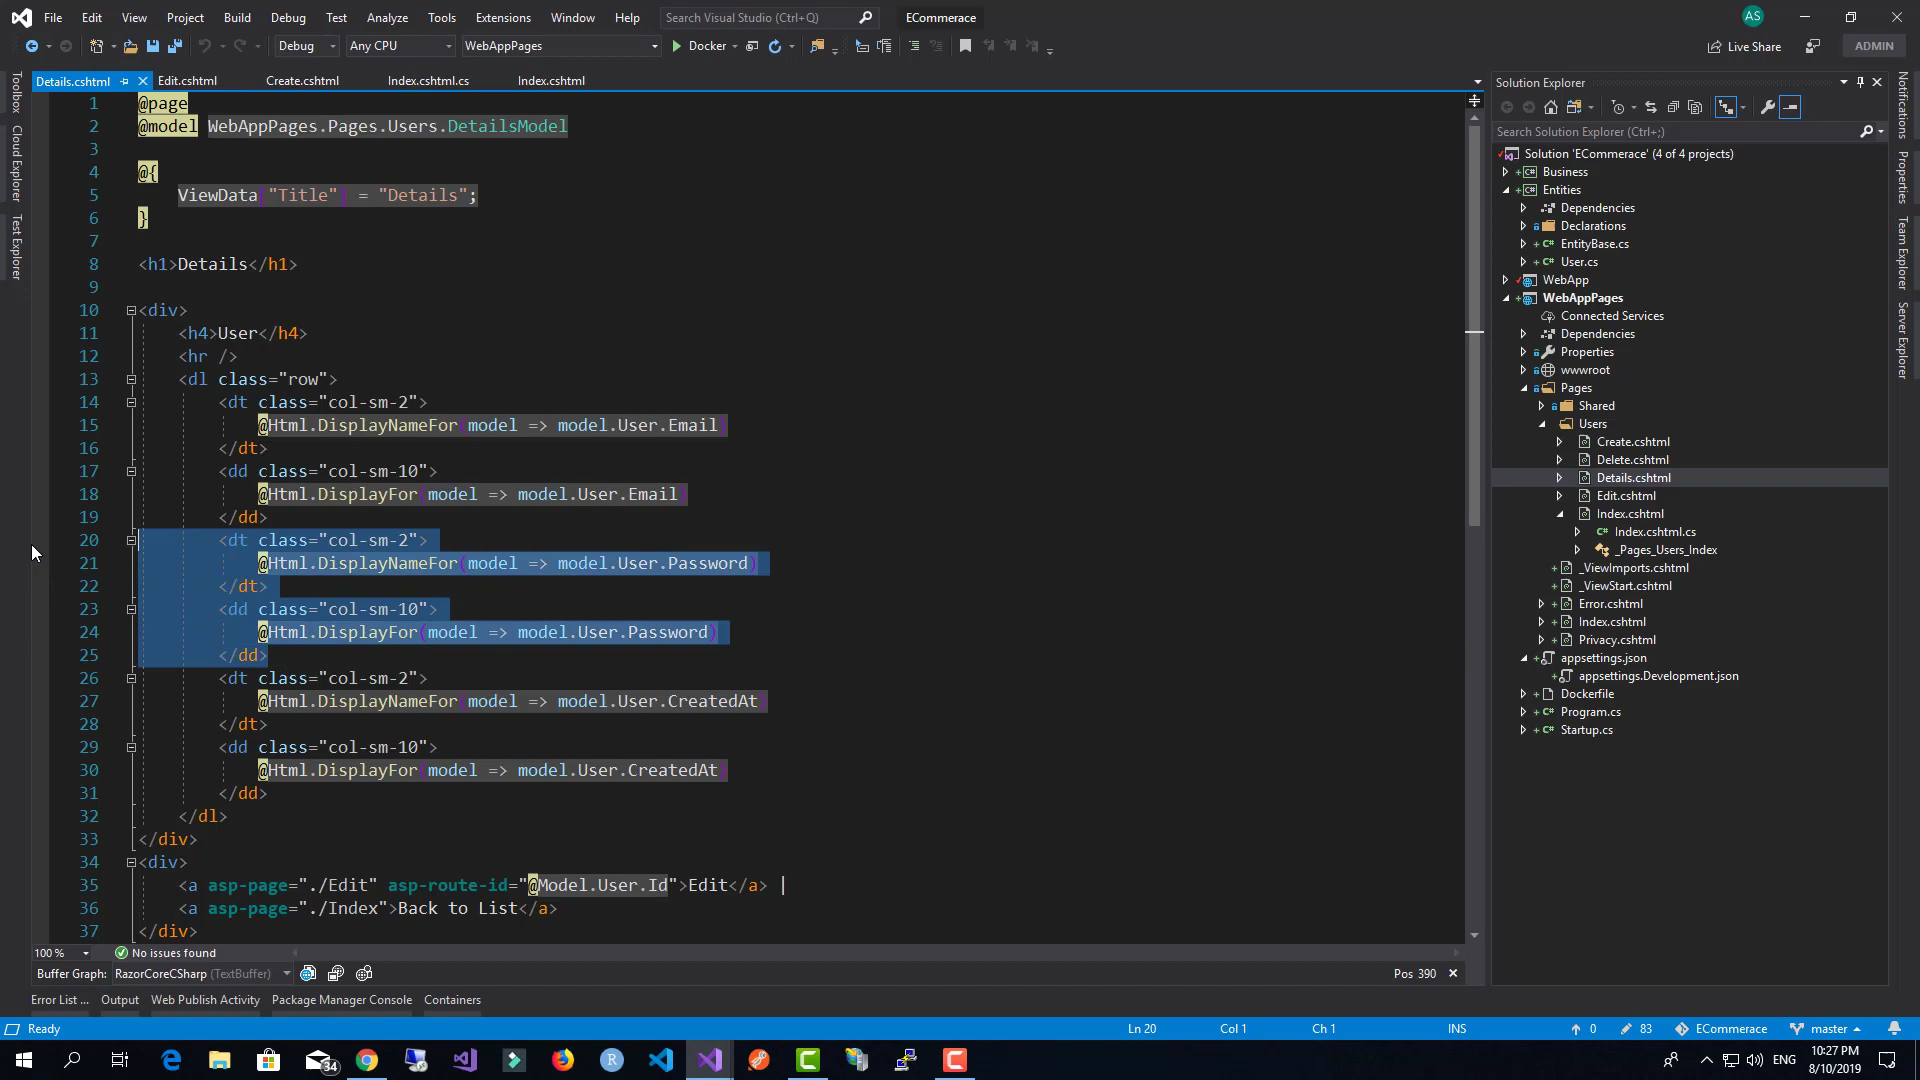 File Edit View Project Build Debug Test Analyze Tools Extensions Window Help Search Visual Studio (Ctrl+Q) ECommerace AS
Debug Any CPU WebAppPages Docker Live Share ADMIN
Details.cshtml Edit.cshtml Create.cshtml Index.cshtml.cs Index.cshtml
Toolbox
Cloud Explorer
Test Explorer
1 @page
2 @model WebAppPages.Pages.Users.DetailsModel
3
4 @{
5 ViewData["Title"] = "Details";
6 }
7
8 <h1>Details</h1>
9
10 <div>
11 <h4>User</h4>
12 <hr />
13 <dl class="row">
14 <dt class="col-sm-2">
15 @Html.DisplayNameFor(model => model.User.Email)
16 </dt>
17 <dd class="col-sm-10">
18 @Html.DisplayFor(model => model.User.Email)
19 </dd>
20 <dt class="col-sm-2">
21 @Html.DisplayNameFor(model => model.User.Password)
22 </dt>
23 <dd class="col-sm-10">
24 @Html.DisplayFor(model => model.User.Password)
25 </dd>
26 <dt class="col-sm-2">
27 @Html.DisplayNameFor(model => model.User.CreatedAt)
28 </dt>
29 <dd class="col-sm-10">
30 @Html.DisplayFor(model => model.User.CreatedAt)
31 </dd>
32 </dl>
33 </div>
34 <div>
35 <a asp-page="./Edit" asp-route-id="@Model.User.Id">Edit</a> |
36 <a asp-page="./Index">Back to List</a>
37 </div>
100 % No issues found
Buffer Graph: RazorCoreCSharp (TextBuffer) Pos 390
Error List ... Output Web Publish Activity Package Manager Console Containers
Solution Explorer
Search Solution Explorer (Ctrl+;)
Solution 'ECommerace' (4 of 4 projects)
Business
Entities
Dependencies
Declarations
EntityBase.cs
User.cs
WebApp
WebAppPages
Connected Services
Dependencies
Properties
wwwroot
Pages
Shared
Users
Create.cshtml
Delete.cshtml
Details.cshtml
Edit.cshtml
Index.cshtml
Index.cshtml.cs
_Pages_Users_Index
_ViewImports.cshtml
_ViewStart.cshtml
Error.cshtml
Index.cshtml
Privacy.cshtml
appsettings.json
appsettings.Development.json
Dockerfile
Program.cs
Startup.cs
Notifications
Properties
Team Explorer
Server Explorer
Ready Ln 20 Col 1 Ch 1 INS 0 83 ECommerace master
34 ENG 10:27 PM
8/10/2019